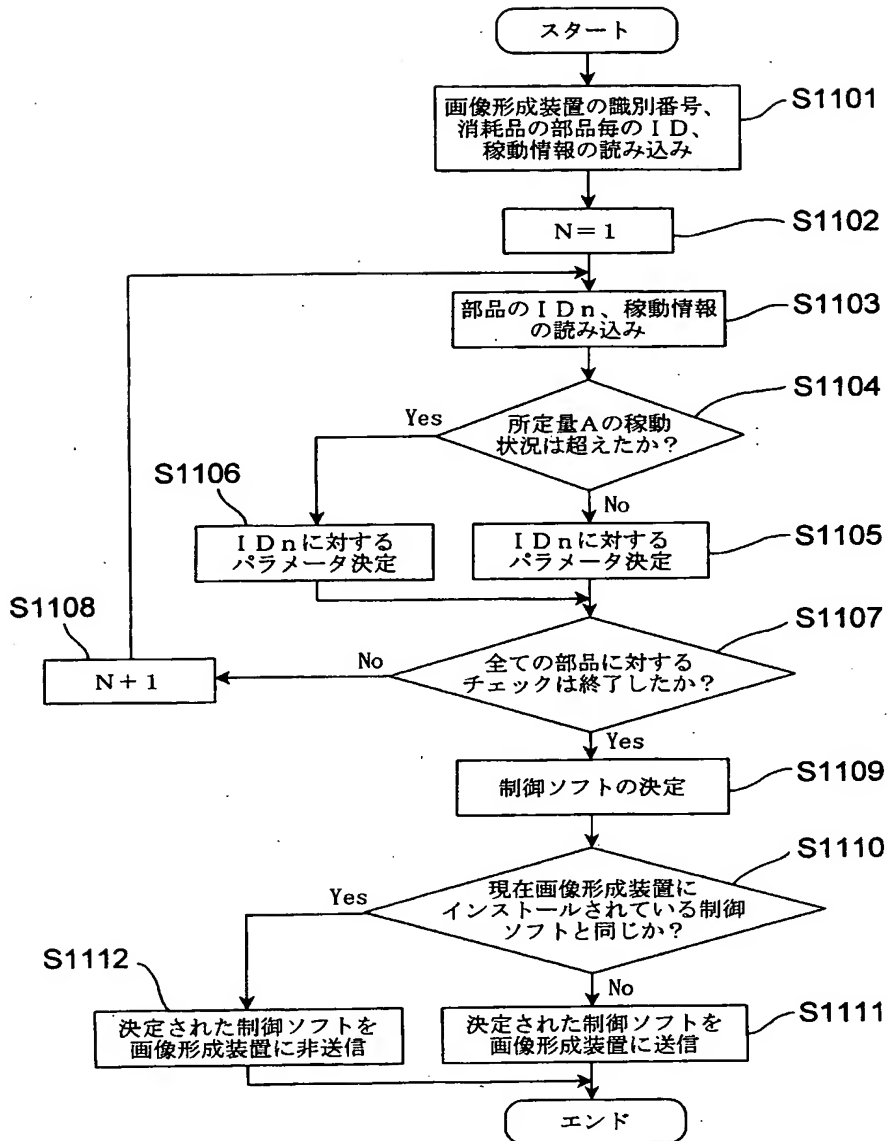 スタート
画像形成装置の識別番号、
消耗品の部品毎のID、
稼動情報の読み込み
S1101
N=1
S1102
部品のIDn、稼動情報
の読み込み
S1103
所定量Aの稼動
状況は超えたか?
S1104
Yes
No
S1106
IDnに対する
パラメータ決定
IDnに対する
パラメータ決定
S1105
S1108
N+1
No
全ての部品に対する
チェックは終了したか?
S1107
Yes
制御ソフトの決定
S1109
現在画像形成装置に
インストールされている制御
ソフトと同じか?
S1110
Yes
No
S1112
決定された制御ソフトを
画像形成装置に非送信
決定された制御ソフトを
画像形成装置に送信
S1111
エンド